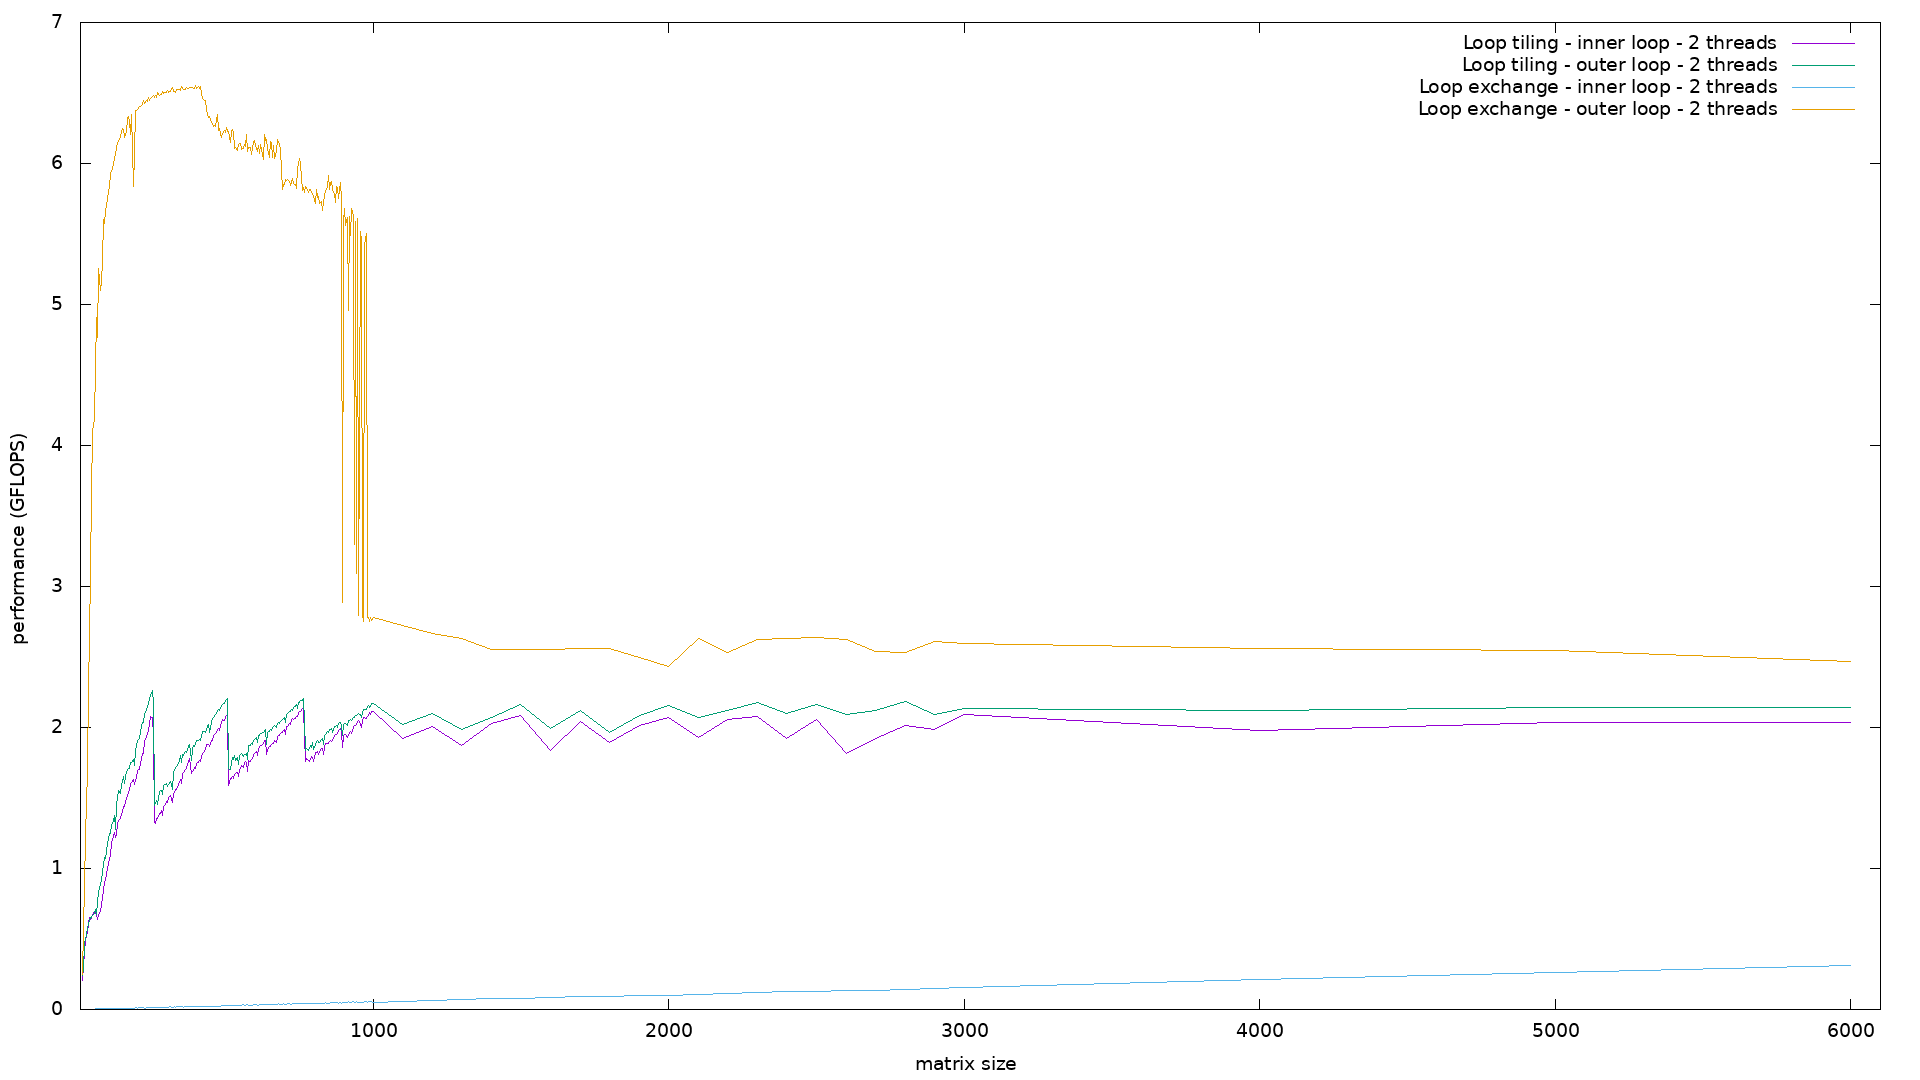 7
6
5
4
3
2
1
0
performance (GFLOPS)
Loop tiling - inner loop - 2 threads
Loop tiling - outer loop - 2 threads
Loop exchange - inner loop - 2 threads
Loop exchange - outer loop - 2 threads
1000 2000 3000 4000 5000 6000
matrix size